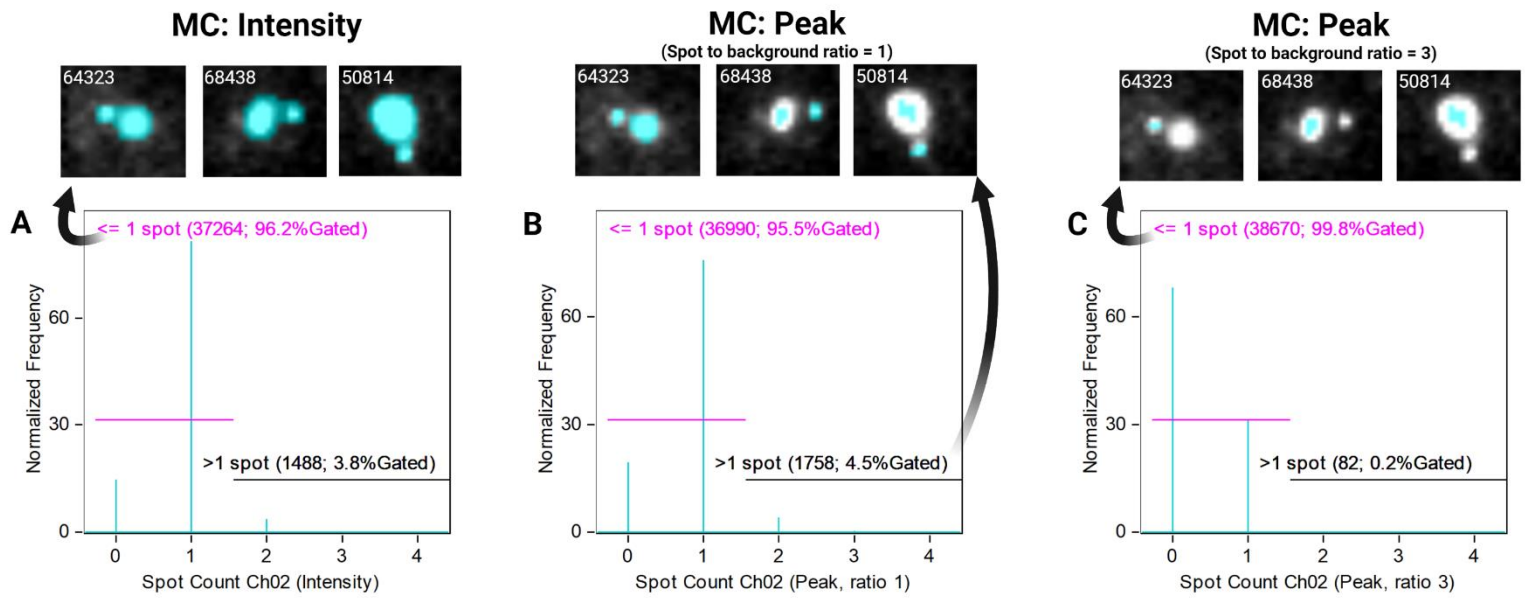 MC: Intensity
64323
68438
50814
A
<= 1 spot (37264; 96.2%Gated)
>1 spot (1488; 3.8%Gated)
Normalized Frequency
60
30
0
0 1 2 3 4
Spot Count Ch02 (Intensity)
MC: Peak
(Spot to background ratio = 1)
64323
68438
50814
B
<= 1 spot (36990; 95.5%Gated)
>1 spot (1758; 4.5%Gated)
Normalized Frequency
60
30
0
0 1 2 3 4
Spot Count Ch02 (Peak, ratio 1)
MC: Peak
(Spot to background ratio = 3)
64323
68438
50814
C
<= 1 spot (38670; 99.8%Gated)
>1 spot (82; 0.2%Gated)
Normalized Frequency
60
30
0
0 1 2 3 4
Spot Count Ch02 (Peak, ratio 3)